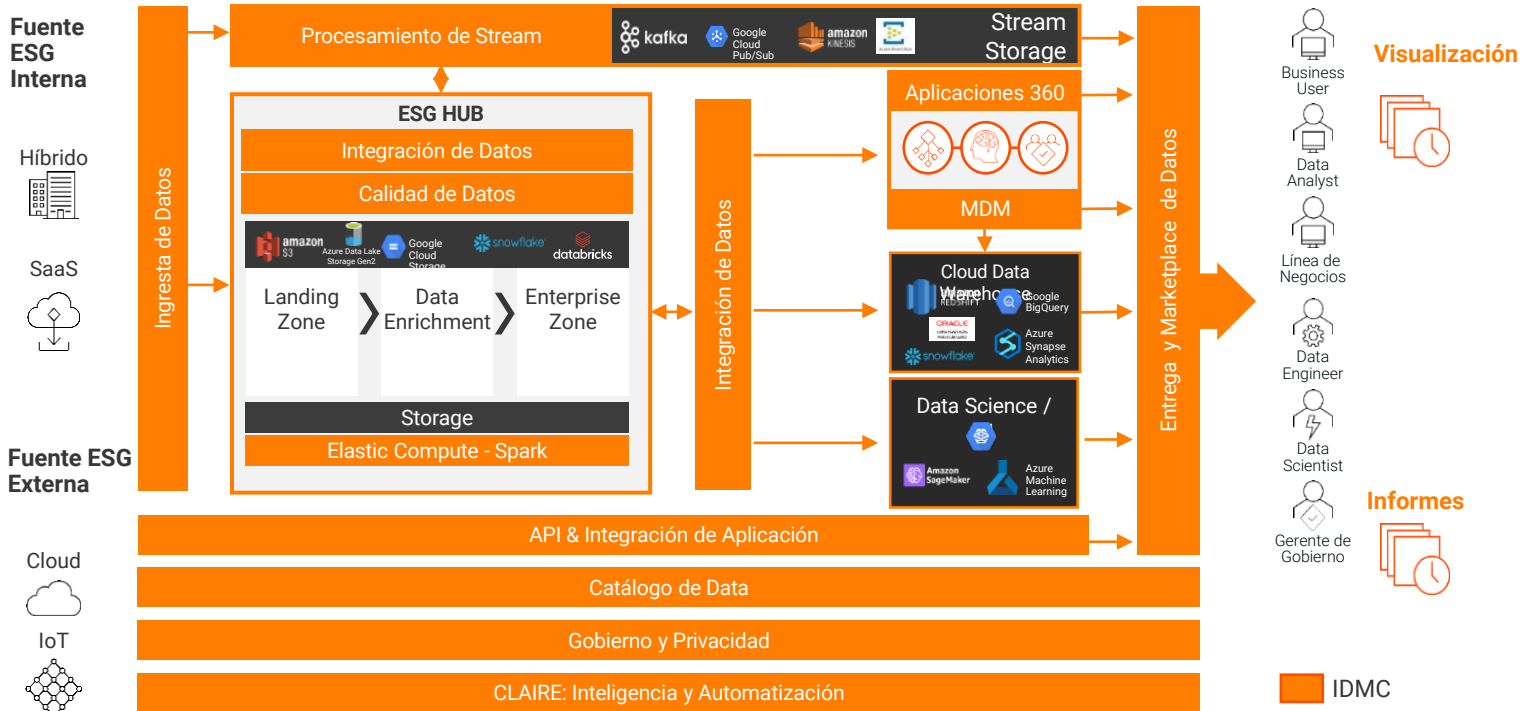 Fuente
ESG
Interna
Híbrido
SaaS
Fuente ESG
Externa
Cloud
IoT
Ingresta de Datos
Procesamiento de Stream
kafka
Google
Cloud
Pub/Sub
amazon
KINESIS
Stream
Storage
ESG HUB
Integración de Datos
Calidad de Datos
amazon
S3
Azure Data Lake
Storage Gen2
Google
Cloud
Storage
snowflake
databricks
Landing
Zone
Data
Enrichment
Enterprise
Zone
Storage
Elastic Compute - Spark
Integración de Datos
Aplicaciones 360
MDM
Cloud Data
Warehouse
REDSHIFT
Google
BigQuery
ORACLE
Azure
Synapse
Analytics
snowflake
Data Science /
Amazon
SageMaker
Azure
Machine
Learning
Entrega y Marketplace de Datos
API & Integración de Aplicación
Catálogo de Data
Gobierno y Privacidad
CLAIRE: Inteligencia y Automatización
Business
User
Data
Analyst
Línea de
Negocios
Data
Engineer
Data
Scientist
Gerente de
Gobierno
Visualización
Informes
IDMC